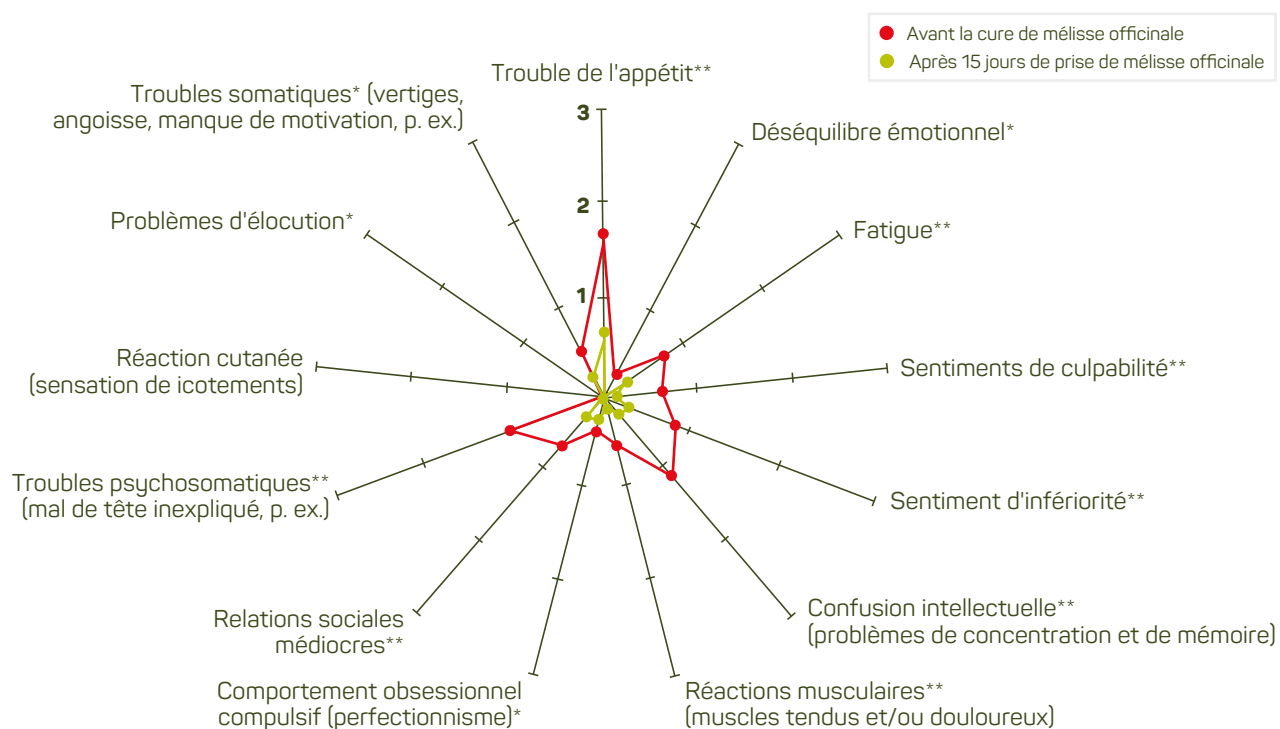 Avant la cure de mélisse officinale
Après 15 jours de prise de mélisse officinale
Trouble de l'appétit**
3
2
1
Déséquilibre émotionnel*
Fatigue**
Sentiments de culpabilité**
Sentiment d'infériorité**
Confusion intellectuelle**
(problèmes de concentration et de mémoire)
Réactions musculaires**
(muscles tendus et/ou douloureux)
Comportement obsessionnel
compulsif (perfectionnisme)*
Relations sociales
médiocres**
Troubles psychosomatiques**
(mal de tête inexpliqué, p. ex.)
Réaction cutanée
(sensation de icotements)
Problèmes d'élocution*
Troubles somatiques* (vertiges,
angoisse, manque de motivation, p. ex.)